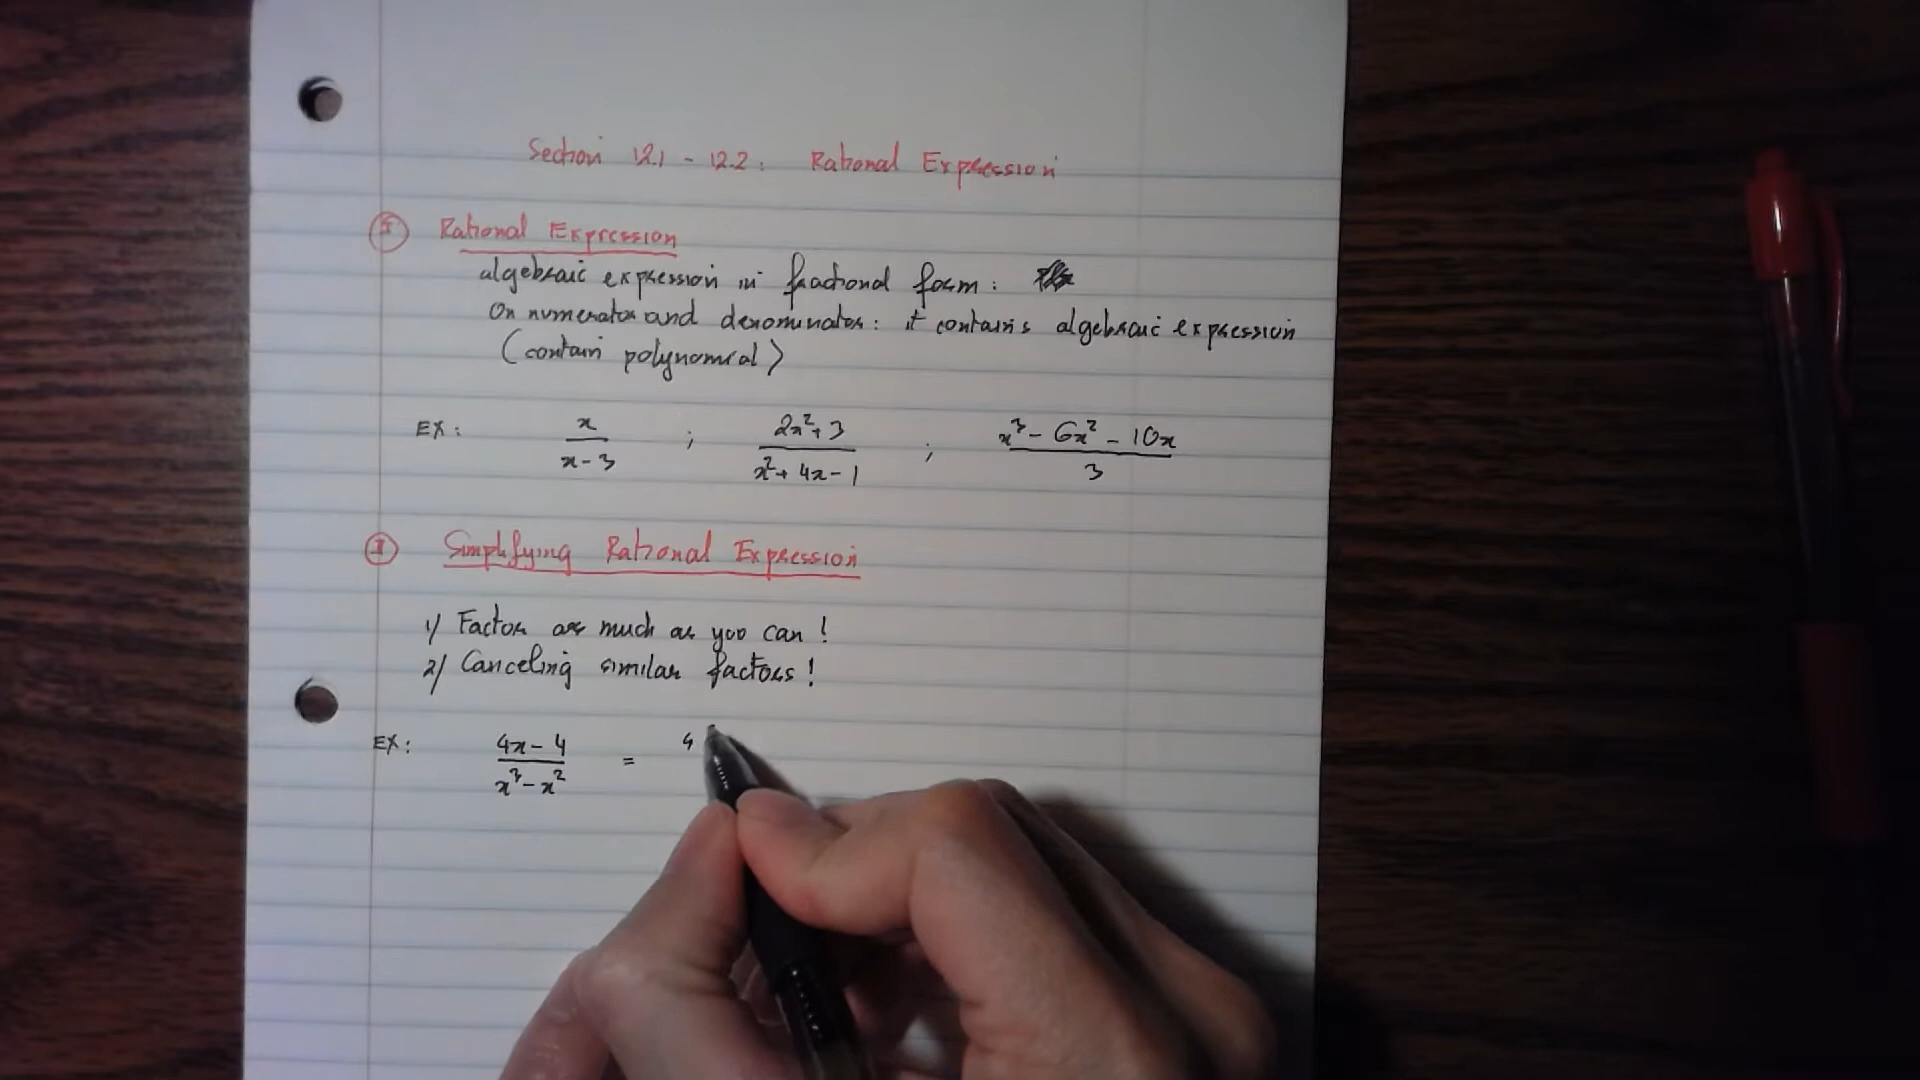 Section 12.1 - 12.2: Rational Expression
I Rational Expression
algebraic expression in fractional form:
On numerator and denominator: it contains algebraic expression
(contain polynomial)
EX: x/(x-3) ; (2x²+3)/(x²+4x-1) ; (x³-6x²-10x)/3
II Simplifying Rational Expression
1) Factor as much as you can!
2) Canceling similar factors!
EX: (4x-4)/(x³-x²) = 4